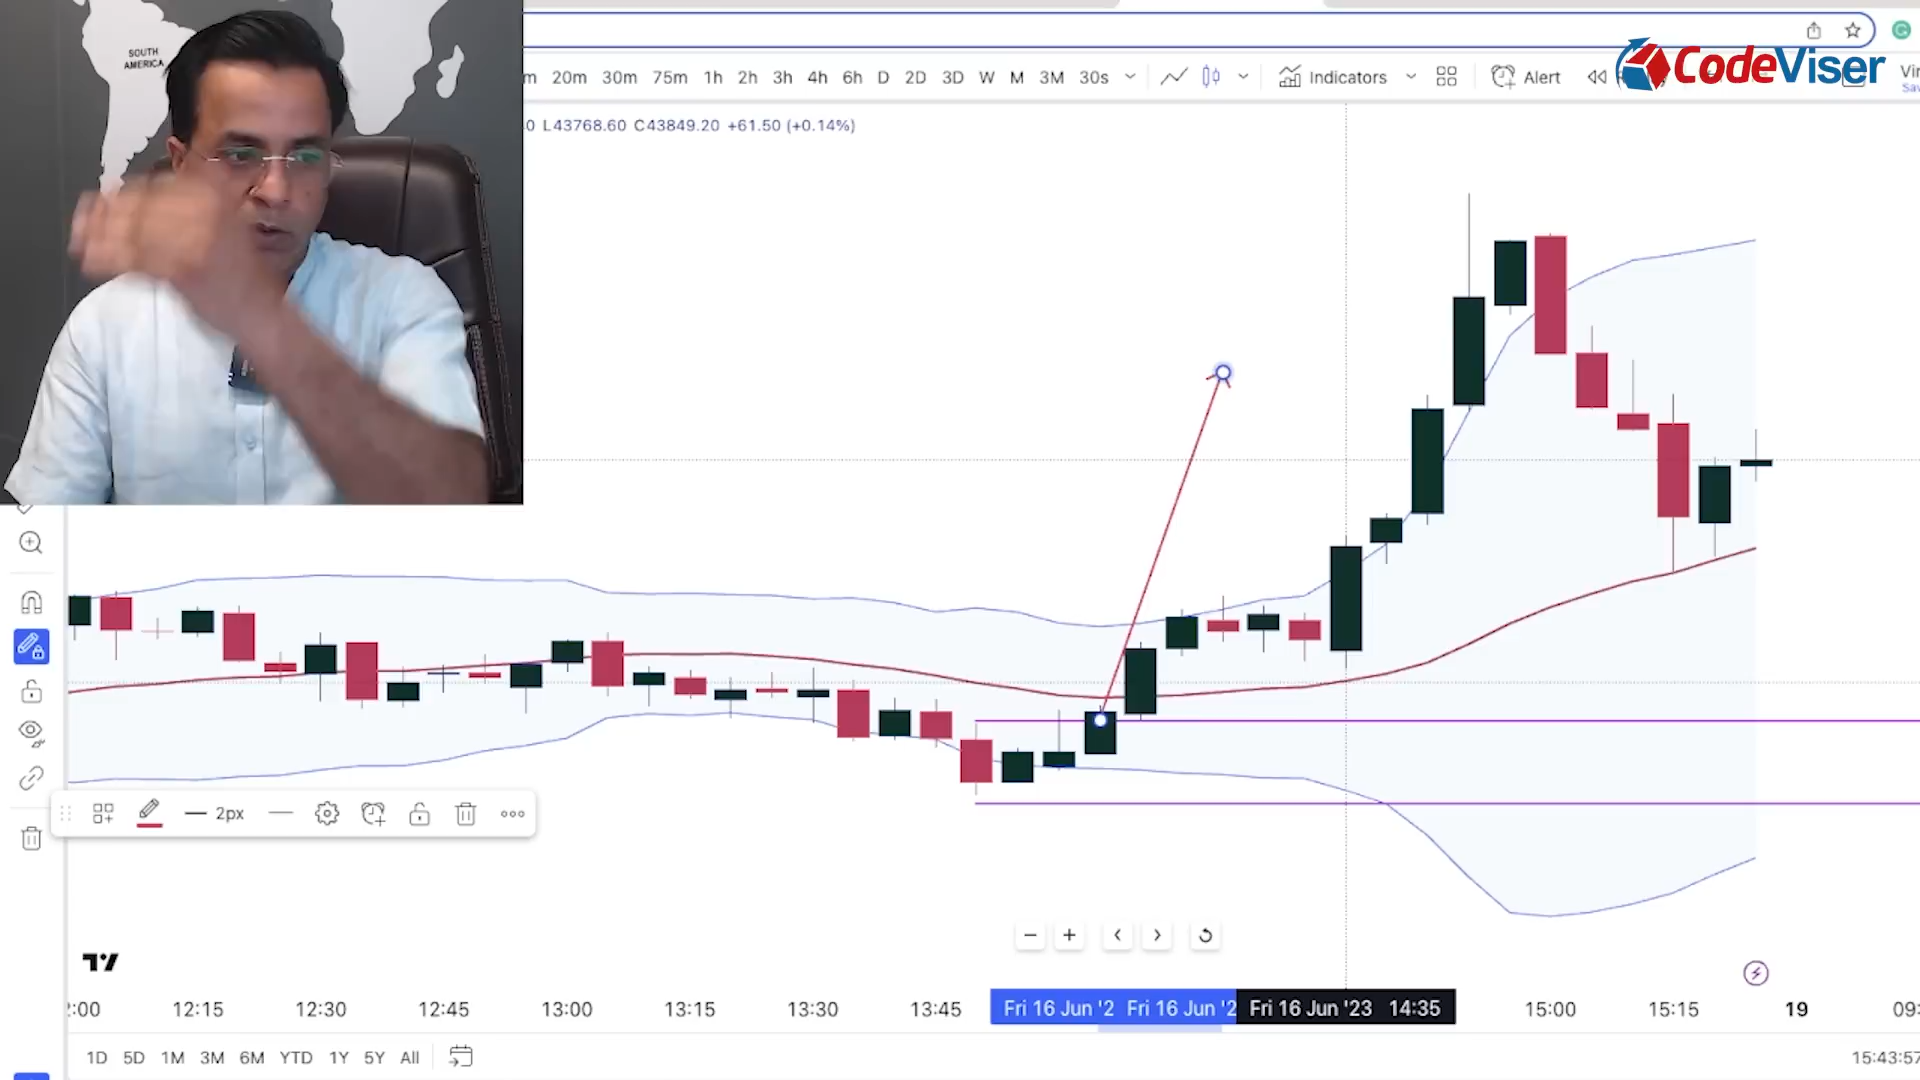 SOUTH
AMERICA
m 20m 30m 75m 1h 2h 3h 4h 6h D 2D 3D W M 3M 30s Indicators Alert
CodeViser
Vir
Sav
0 L43768.60 C43849.20 +61.50 (+0.14%)
2px
2:00 12:15 12:30 12:45 13:00 13:15 13:30 13:45 Fri 16 Jun '2 Fri 16 Jun '2 Fri 16 Jun '23 14:35 15:00 15:15 19 09:
1D 5D 1M 3M 6M YTD 1Y 5Y All
15:43:57